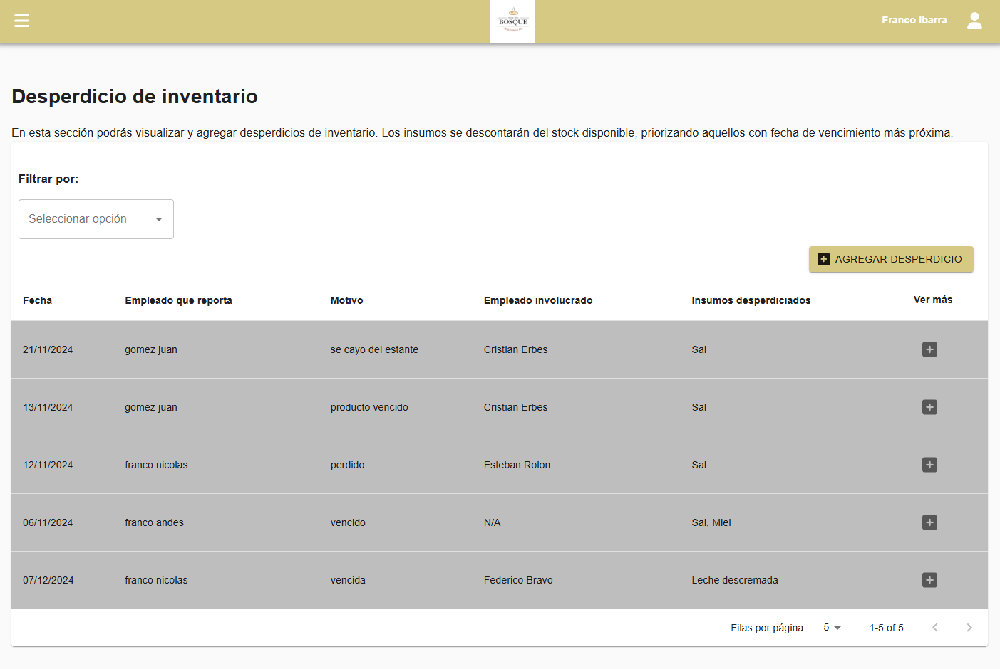 BOSQUE
Franco Ibarra
Desperdicio de inventario
En esta sección podrás visualizar y agregar desperdicios de inventario. Los insumos se descontarán del stock disponible, priorizando aquellos con fecha de vencimiento más próxima.
Filtrar por:
Seleccionar opción
AGREGAR DESPERDICIO
Fecha Empleado que reporta Motivo Empleado involucrado Insumos desperdiciados Ver más
21/11/2024 gomez juan se cayo del estante Cristian Erbes Sal
13/11/2024 gomez juan producto vencido Cristian Erbes Sal
12/11/2024 franco nicolas perdido Esteban Rolon Sal
06/11/2024 franco andes vencido N/A Sal, Miel
07/12/2024 franco nicolas vencida Federico Bravo Leche descremada
Filas por página: 5 1-5 of 5